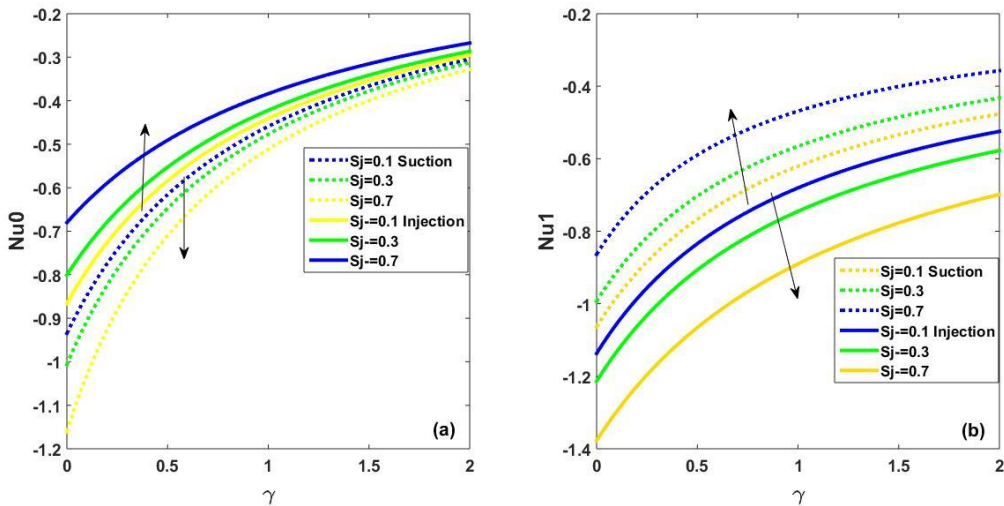 -0.2
-0.3
-0.4
-0.5
-0.6
-0.7
-0.8
-0.9
-1
-1.1
-1.2
Nu0
0
0.5
1
1.5
2
γ
Sj=0.1 Suction
Sj=0.3
Sj=0.7
Sj-=0.1 Injection
Sj-=0.3
Sj-=0.7
(a)
-0.2
-0.4
-0.6
-0.8
-1
-1.2
-1.4
Nu1
0
0.5
1
1.5
2
γ
Sj=0.1 Suction
Sj=0.3
Sj=0.7
Sj-=0.1 Injection
Sj-=0.3
Sj-=0.7
(b)